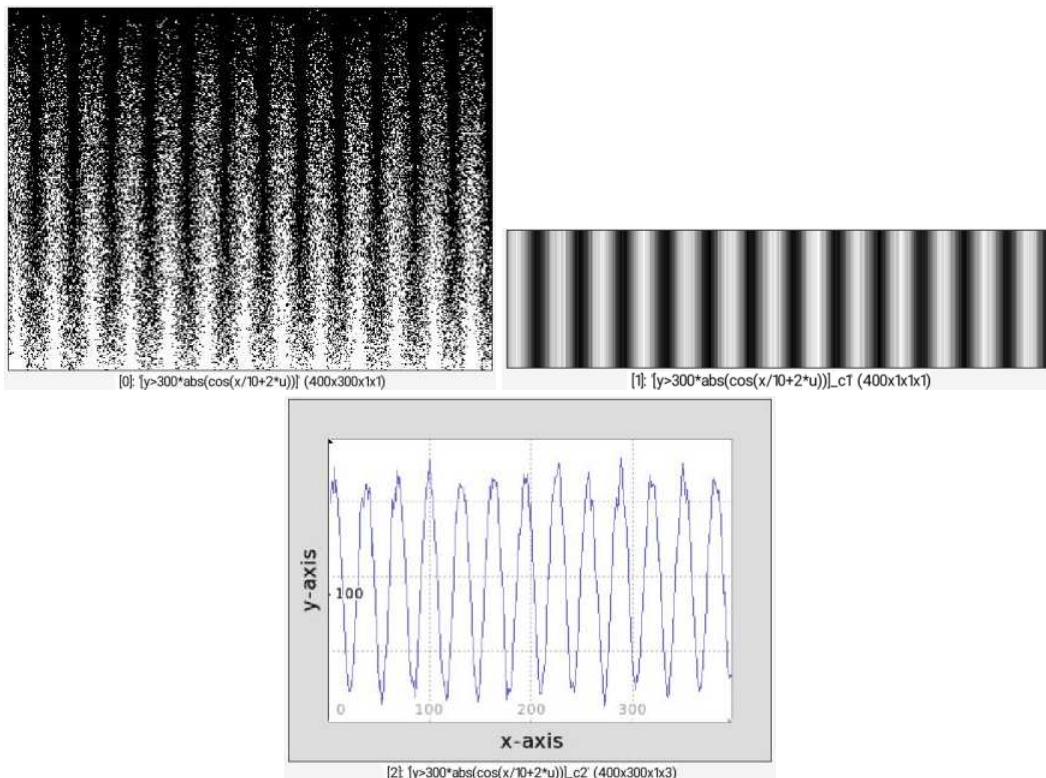 [0]: '[y>300*abs(cos(x/10+2*u))]' (400x300x1x1)
[1]: '[y>300*abs(cos(x/10+2*u))]_c1' (400x1x1x1)
y-axis
100
0 100 200 300
x-axis
[2]: '[y>300*abs(cos(x/10+2*u))]_c2' (400x300x1x3)